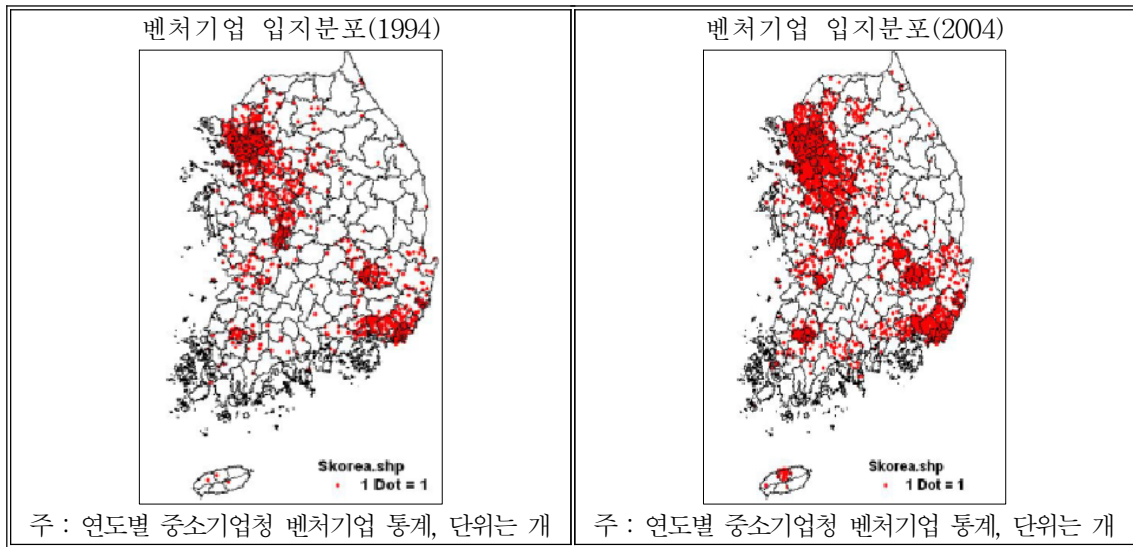 벤처기업 입지분포(1994)
Skorea.shp
1 Dot = 1
주 : 연도별 중소기업청 벤처기업 통계, 단위는 개
벤처기업 입지분포(2004)
Skorea.shp
1 Dot = 1
주 : 연도별 중소기업청 벤처기업 통계, 단위는 개